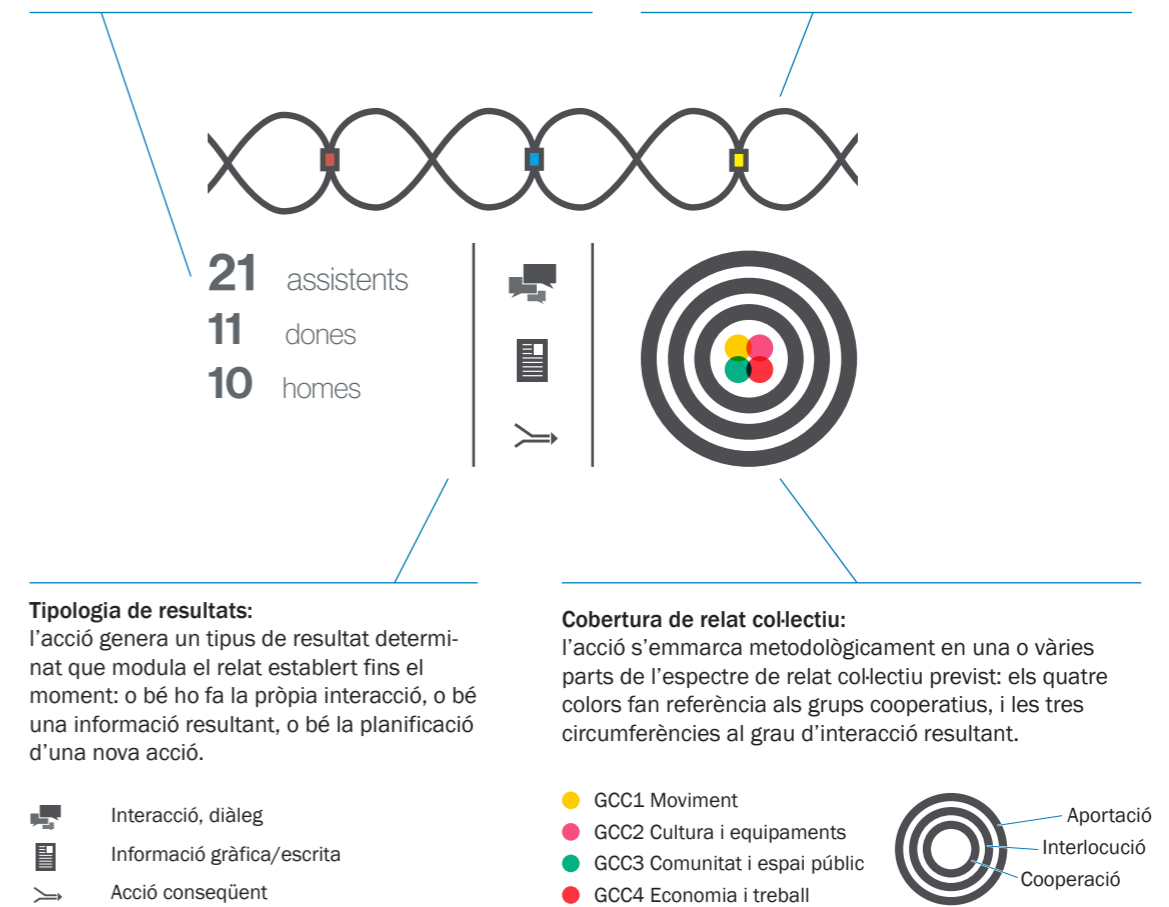 21 assistents
11 dones
10 homes
Tipologia de resultats:
l'acció genera un tipus de resultat determi-
nat que modula el relat establert fins el
moment: o bé ho fa la pròpia interacció, o bé
una informació resultant, o bé la planificació
d'una nova acció.
Interacció, diàleg
Informació gràfica/escrita
Acció conseqüent
Cobertura de relat col·lectiu:
l'acció s'emmarca metodològicament en una o vàries
parts de l'espectre de relat col·lectiu previst: els quatre
colors fan referència als grups cooperatius, i les tres
circumferències al grau d'interacció resultant.
GCC1 Moviment
GCC2 Cultura i equipaments
GCC3 Comunitat i espai públic
GCC4 Economia i treball
Aportació
Interlocució
Cooperació